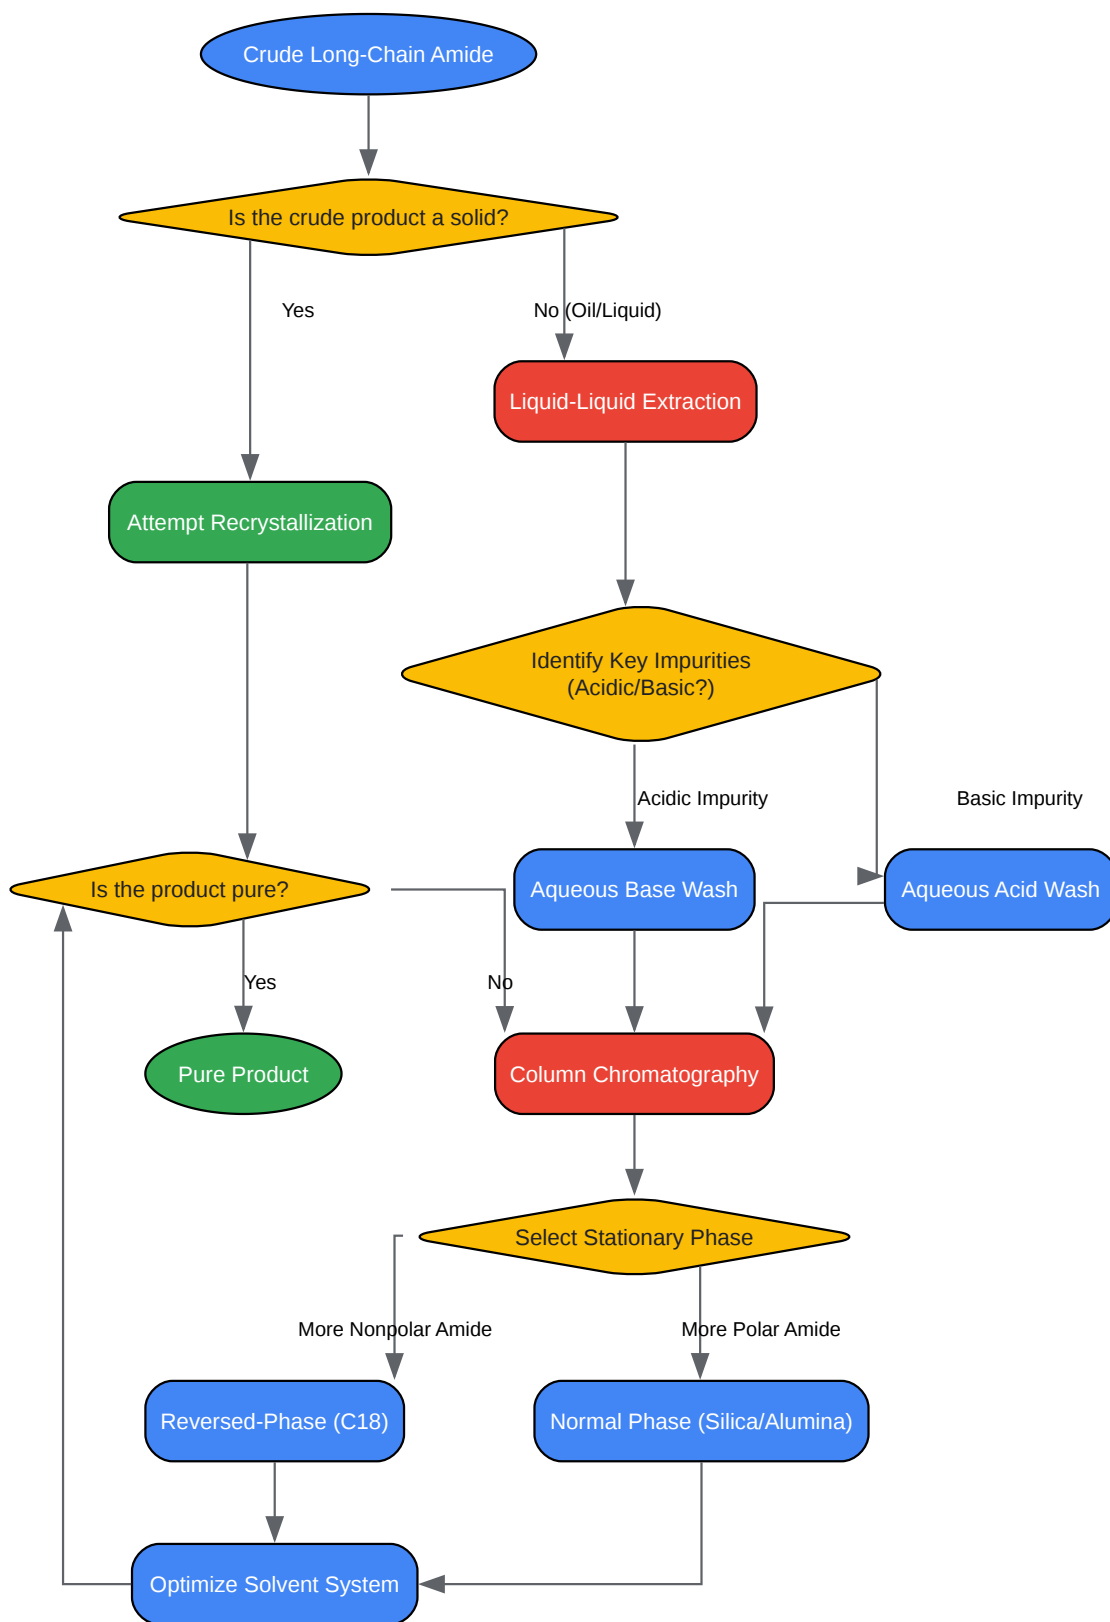 Crude Long-Chain Amide
Is the crude product a solid?
Yes
No (Oil/Liquid)
Liquid-Liquid Extraction
Attempt Recrystallization
Identify Key Impurities
(Acidic/Basic?)
Acidic Impurity
Basic Impurity
Is the product pure?
Aqueous Base Wash
Aqueous Acid Wash
Yes
No
Pure Product
Column Chromatography
Select Stationary Phase
More Nonpolar Amide
More Polar Amide
Reversed-Phase (C18)
Normal Phase (Silica/Alumina)
Optimize Solvent System